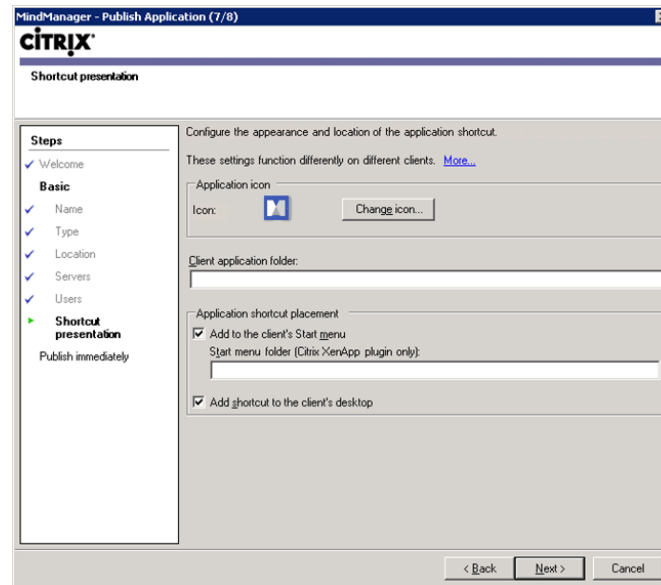 MindManager - Publish Application (7/8)
CİTRIX
Shortcut presentation
Steps
Welcome
Basic
Name
Type
Location
Servers
Users
Shortcut
presentation
Publish immediately
Configure the appearance and location of the application shortcut.
These settings function differently on different clients. More...
Application icon
Icon:
Change icon...
Client application folder:
Application shortcut placement
Add to the client's Start menu
Start menu folder (Citrix XenApp plugin only):
Add shortcut to the client's desktop
< Back
Next >
Cancel